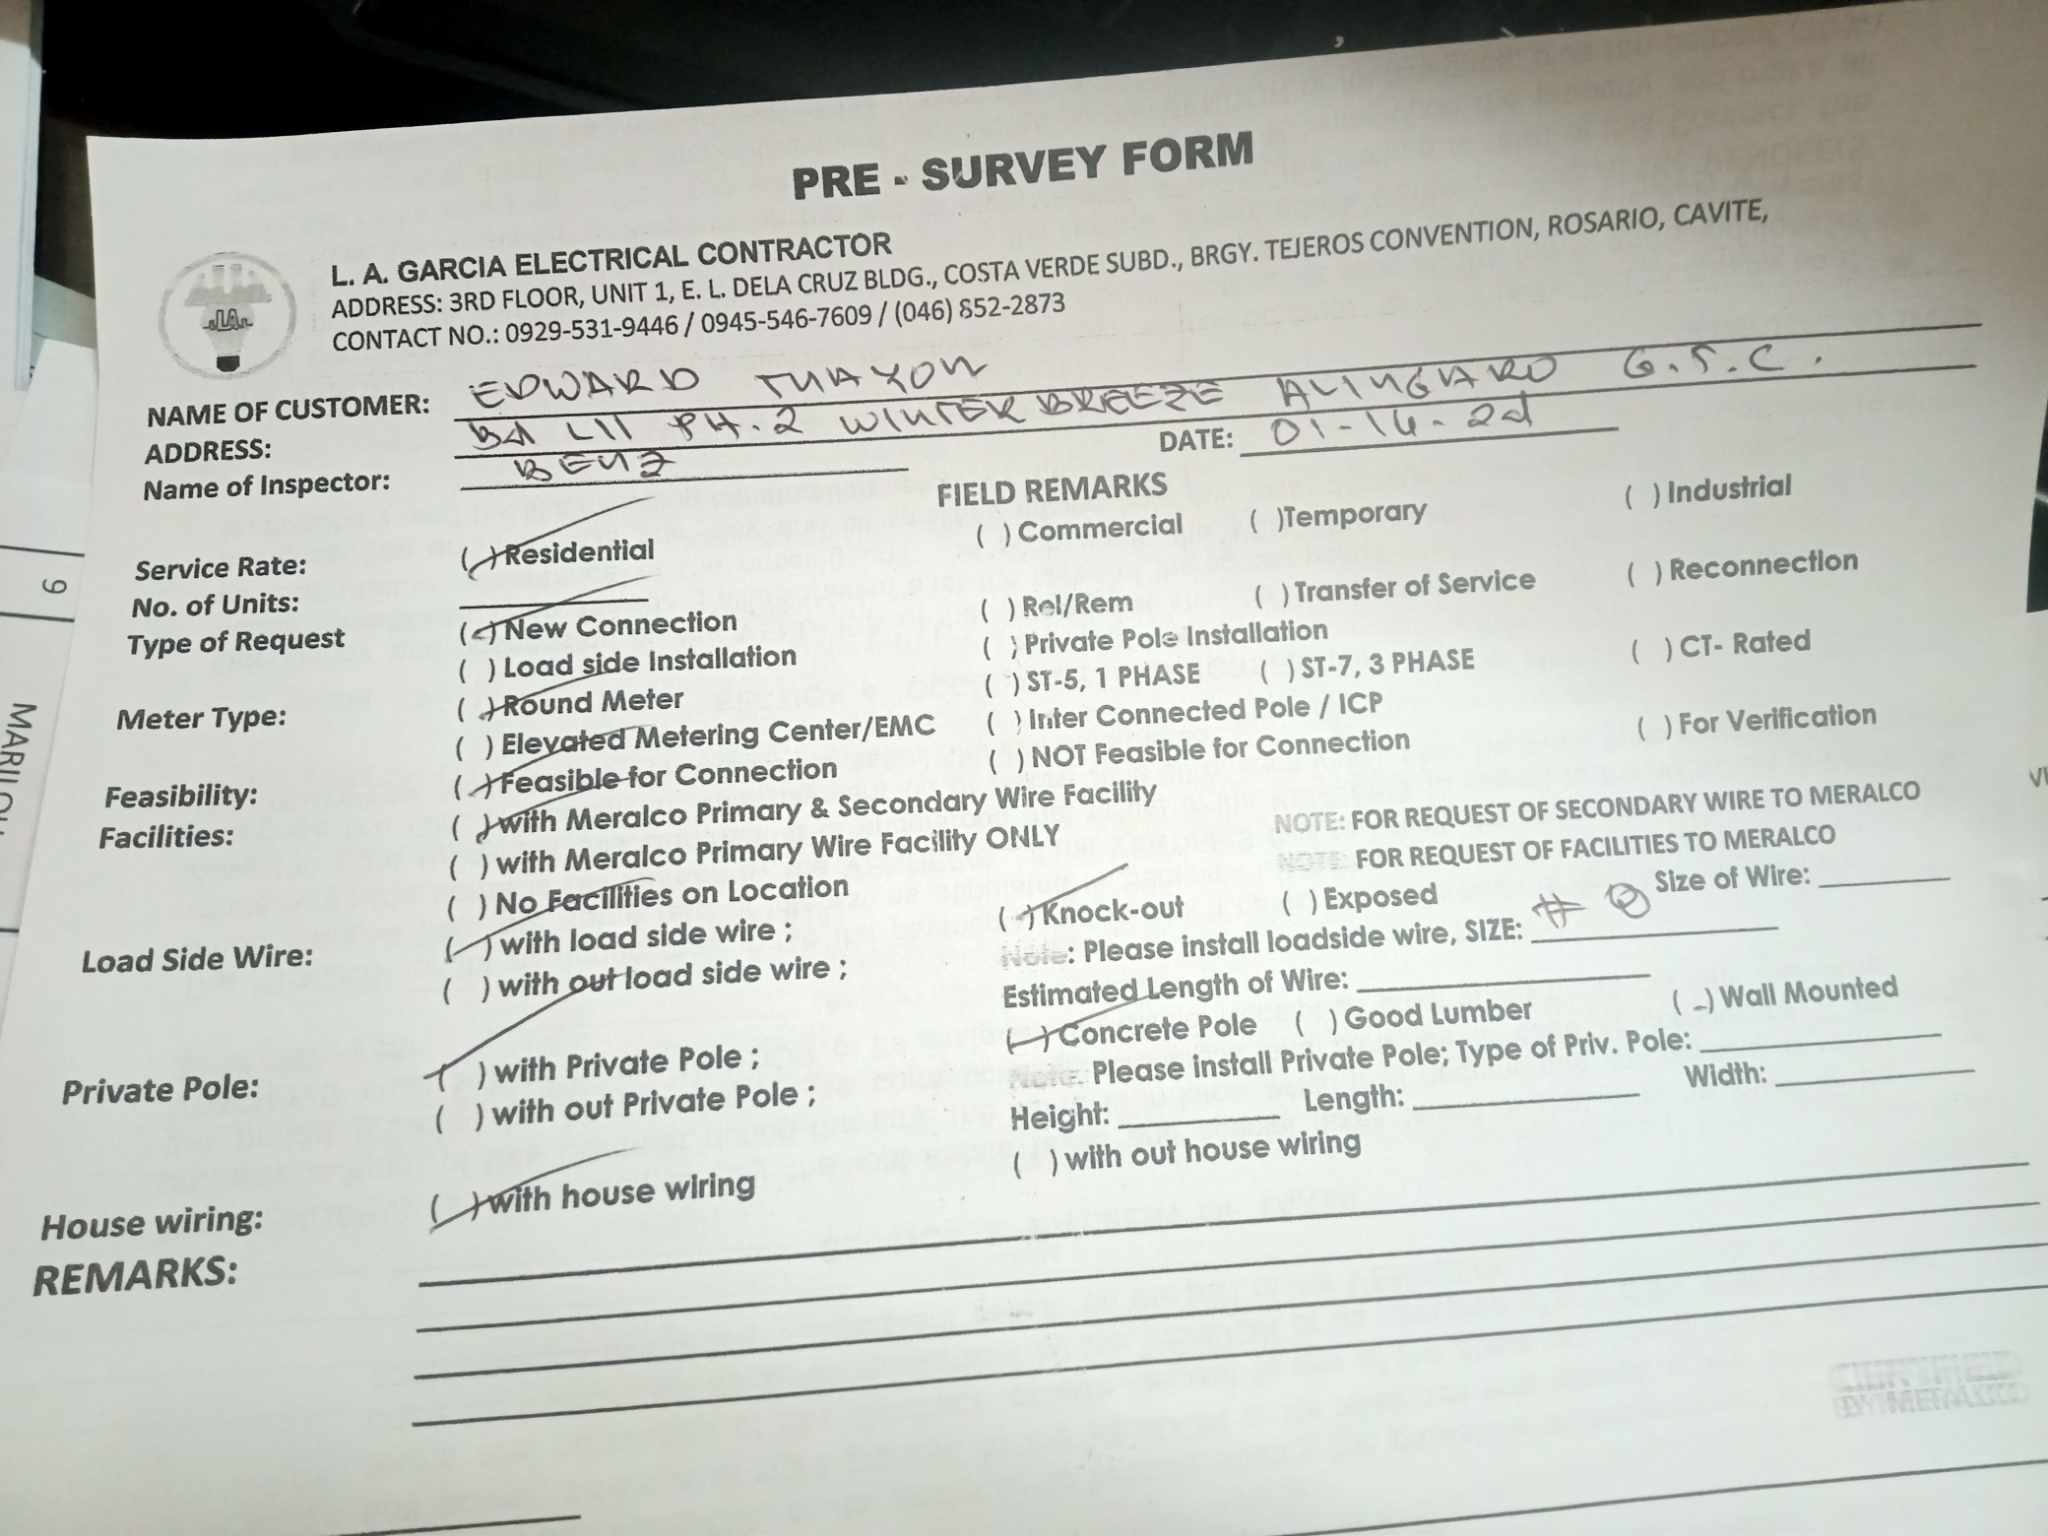 PRE - SURVEY FORM
L. A. GARCIA ELECTRICAL CONTRACTOR
ADDRESS: 3RD FLOOR, UNIT 1, E. L. DELA CRUZ BLDG., COSTA VERDE SUBD., BRGY. TEJEROS CONVENTION, ROSARIO, CAVITE,
CONTACT NO.: 0929-531-9446 / 0945-546-7609 / (046) 852-2873
LA
NAME OF CUSTOMER: EDWARD
ADDRESS: PH. 2 WINTER BREEZE ALINGARO G.T.C.
Name of Inspector: BENZ DATE:
FIELD REMARKS
Service Rate: ( ) Residential ( ) Commercial ( ) Temporary ( ) Industrial
No. of Units:
Type of Request ( ) New Connection ( ) Rel/Rem ( ) Transfer of Service ( ) Reconnection
( ) Load side Installation ( ) Private Pole Installation
Meter Type: ( ) Round Meter ( ) ST-5, 1 PHASE ( ) ST-7, 3 PHASE ( ) CT- Rated
( ) Elevated Metering Center/EMC ( ) Inter Connected Pole / ICP
Feasibility: ( ) Feasible for Connection ( ) NOT Feasible for Connection ( ) For Verification
Facilities: ( ) with Meralco Primary & Secondary Wire Facility
( ) with Meralco Primary Wire Facility ONLY NOTE: FOR REQUEST OF SECONDARY WIRE TO MERALCO
( ) No Facilities on Location NOTE: FOR REQUEST OF FACILITIES TO MERALCO
Load Side Wire: ( ) with load side wire ; ( ) Knock-out ( ) Exposed Size of Wire:
( ) with out load side wire ; Note: Please install loadside wire, SIZE: # 8
Estimated Length of Wire:
Private Pole: ( ) with Private Pole ; ( ) Concrete Pole ( ) Good Lumber ( ) Wall Mounted
( ) with out Private Pole ; Note. Please install Private Pole; Type of Priv. Pole:
Height: Length: Width:
House wiring: ( ) with house wiring ( ) with out house wiring
REMARKS:
9